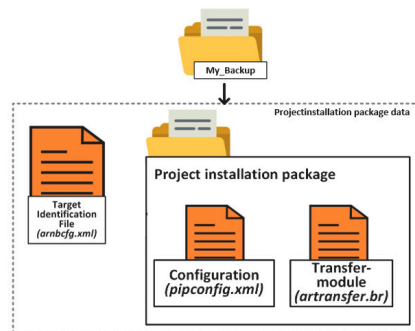 My_Backup
Projectinstallation package data
Target
Identification
File
(arnbcfg.xml)
Project installation package
Configuration
(pipconfig.xml)
Transfer-
module
(artransfer.br)